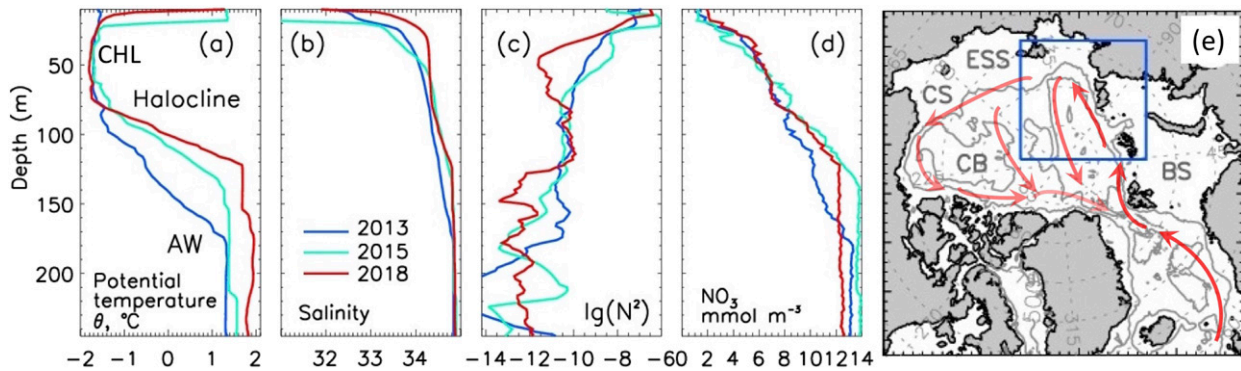 (a)
CHL
Halocline
AW
Potential
temperature
θ, °C
Depth (m)
50
100
150
200
−2 −1 0 1 2
(b)
2013
2015
2018
Salinity
32 33 34
(c)
lg(N²)
−14 −12 −10 −8 −6
(d)
NO₃
mmol m⁻³
0 2 4 6 8 10 12 14
(e)
ESS
CS
CB
BS